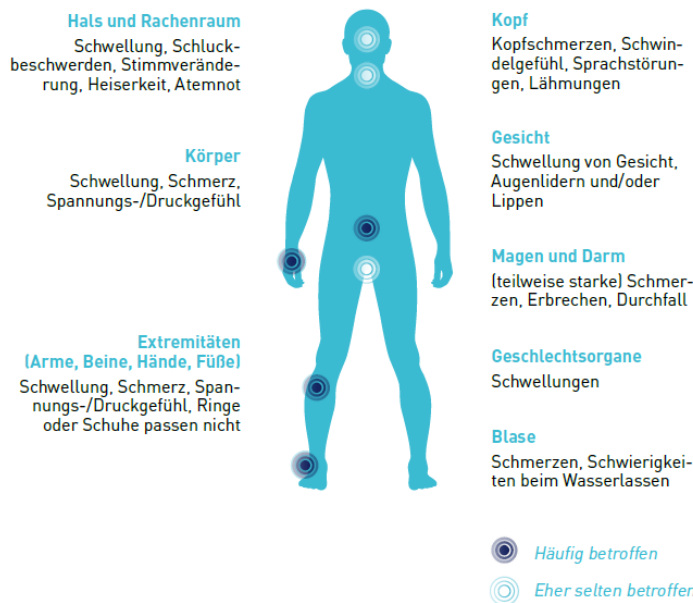 Hals und Rachenraum
Schwellung, Schluck-
beschwerden, Stimmverände-
rung, Heiserkeit, Atemnot
Körper
Schwellung, Schmerz,
Spannungs-/Druckgefühl
Extremitäten
(Arme, Beine, Hände, Füße)
Schwellung, Schmerz, Span-
nungs-/Druckgefühl, Ringe
oder Schuhe passen nicht
Kopf
Kopfschmerzen, Schwin-
delgefühl, Sprachstörun-
gen, Lähmungen
Gesicht
Schwellung von Gesicht,
Augenlidern und/oder
Lippen
Magen und Darm
(teilweise starke) Schmer-
zen, Erbrechen, Durchfall
Geschlechtsorgane
Schwellungen
Blase
Schmerzen, Schwierigkei-
ten beim Wasserlassen
Häufig betroffen
Eher selten betroffen